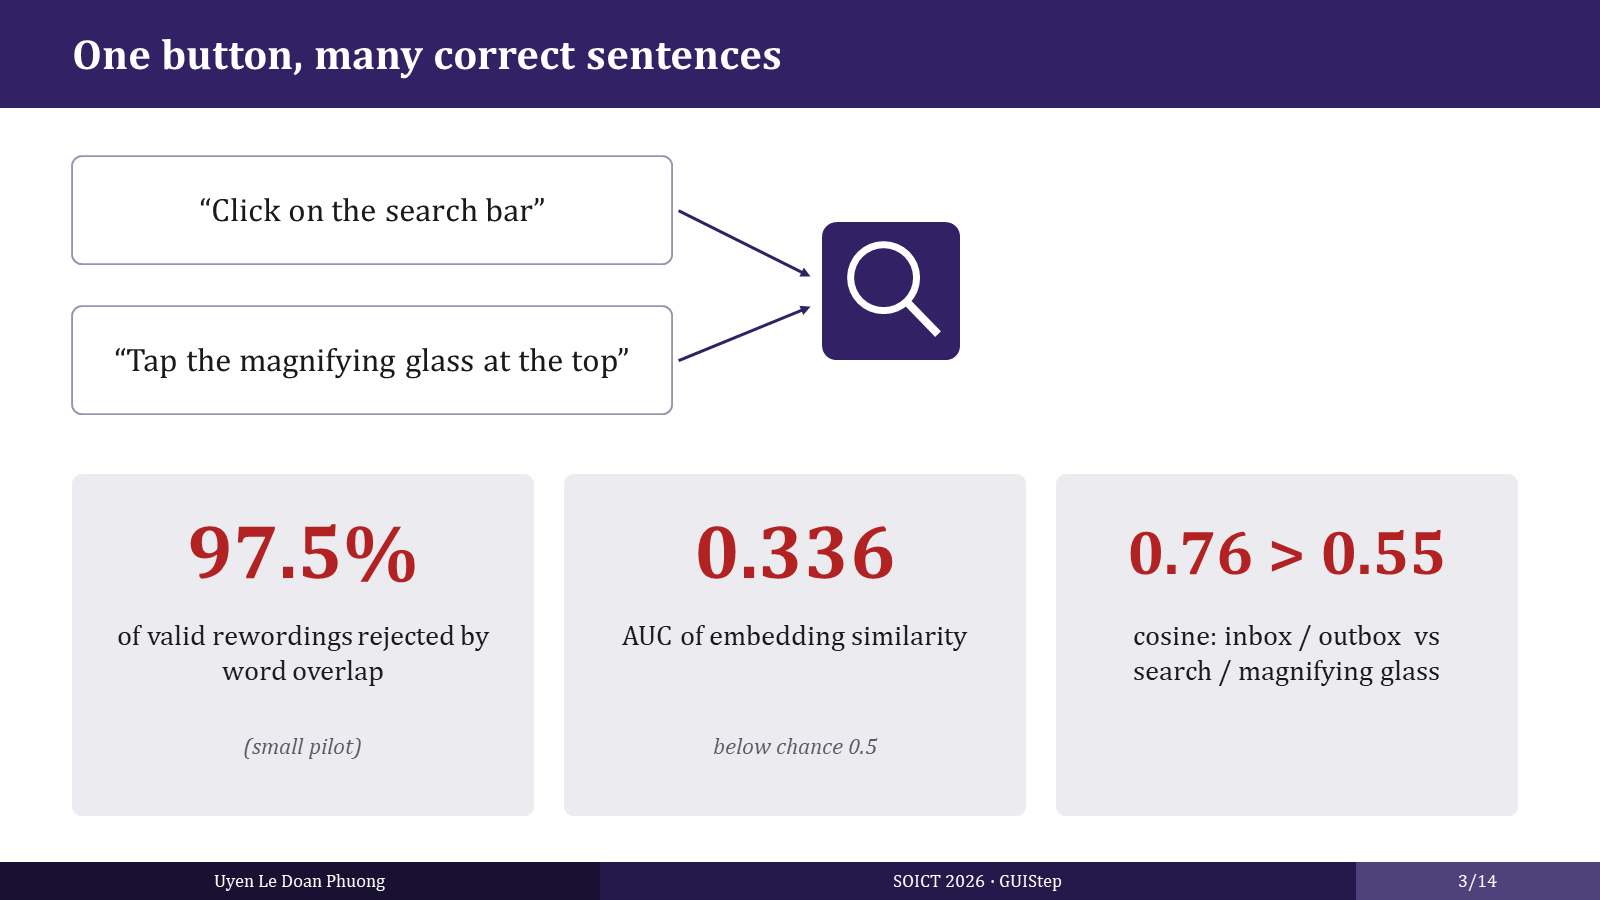 One button, many correct sentences
“Click on the search bar”
“Tap the magnifying glass at the top”
97.5%
of valid rewordings rejected by
word overlap
(small pilot)
0.336
AUC of embedding similarity
below chance 0.5
0.76 > 0.55
cosine: inbox / outbox vs
search / magnifying glass
Uyen Le Doan Phuong
SOICT 2026 · GUIStep
3/14